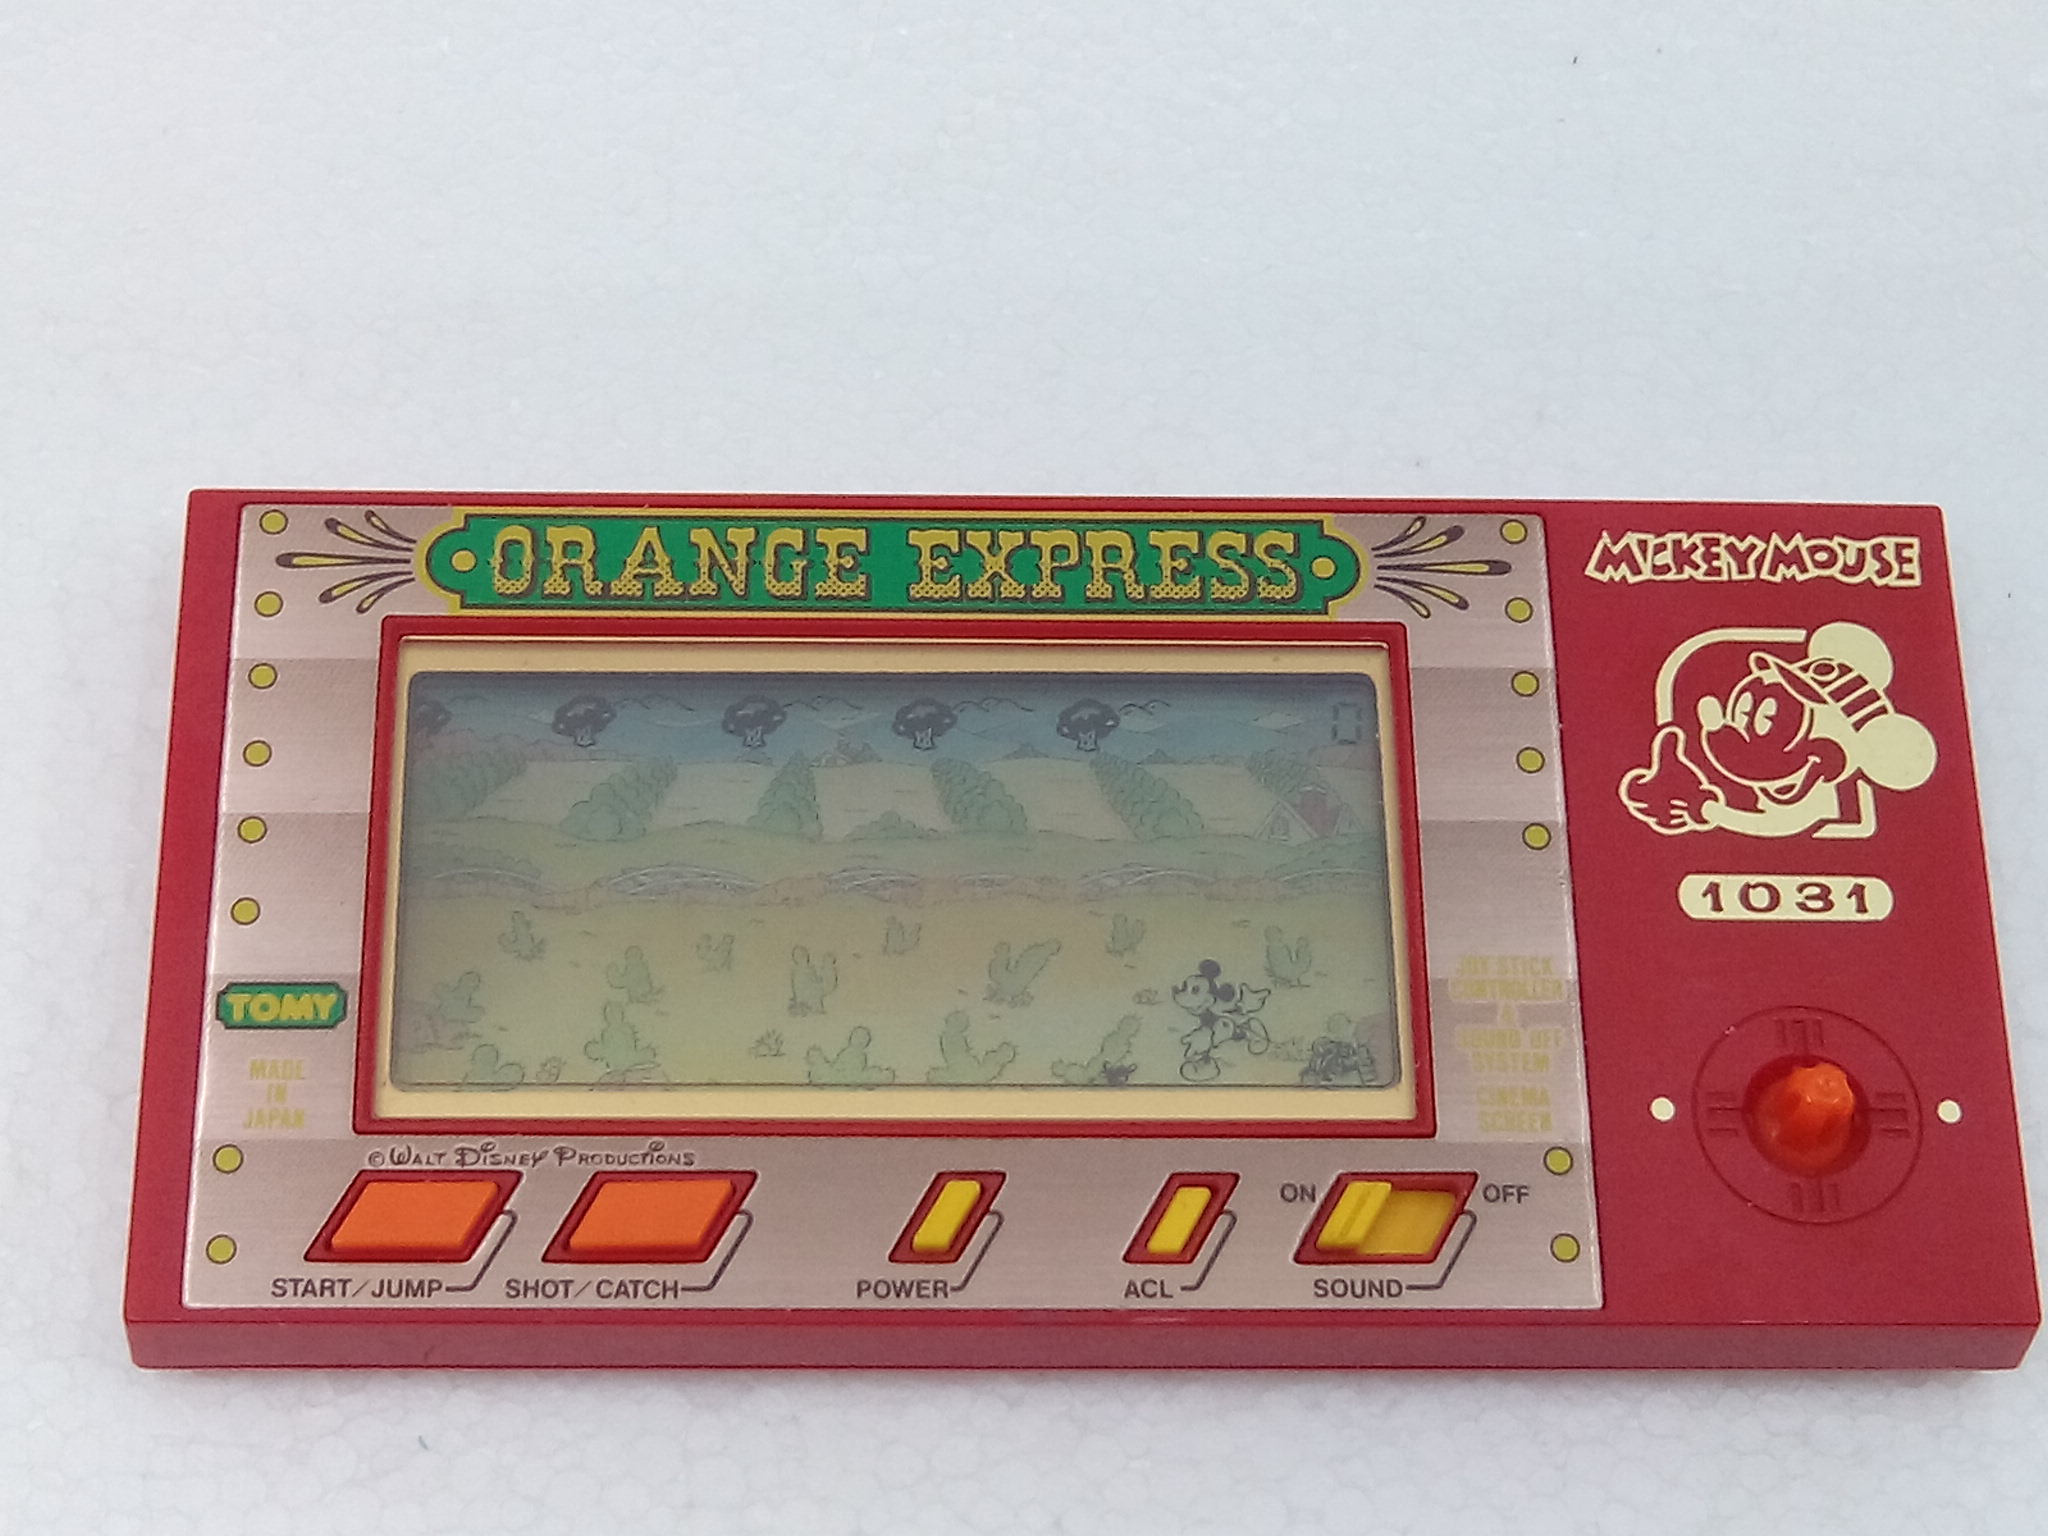 ORANGE EXPRESS
MICKEY MOUSE
0
1031
TOMY
MADE
IN
JAPAN
JOY STICK
CONTROLLER
&
SOUND OFF
SYSTEM
CINEMA
SCREEN
© WALT DISNEY PRODUCTIONS
ON
OFF
START/JUMP
SHOT/CATCH
POWER
ACL
SOUND